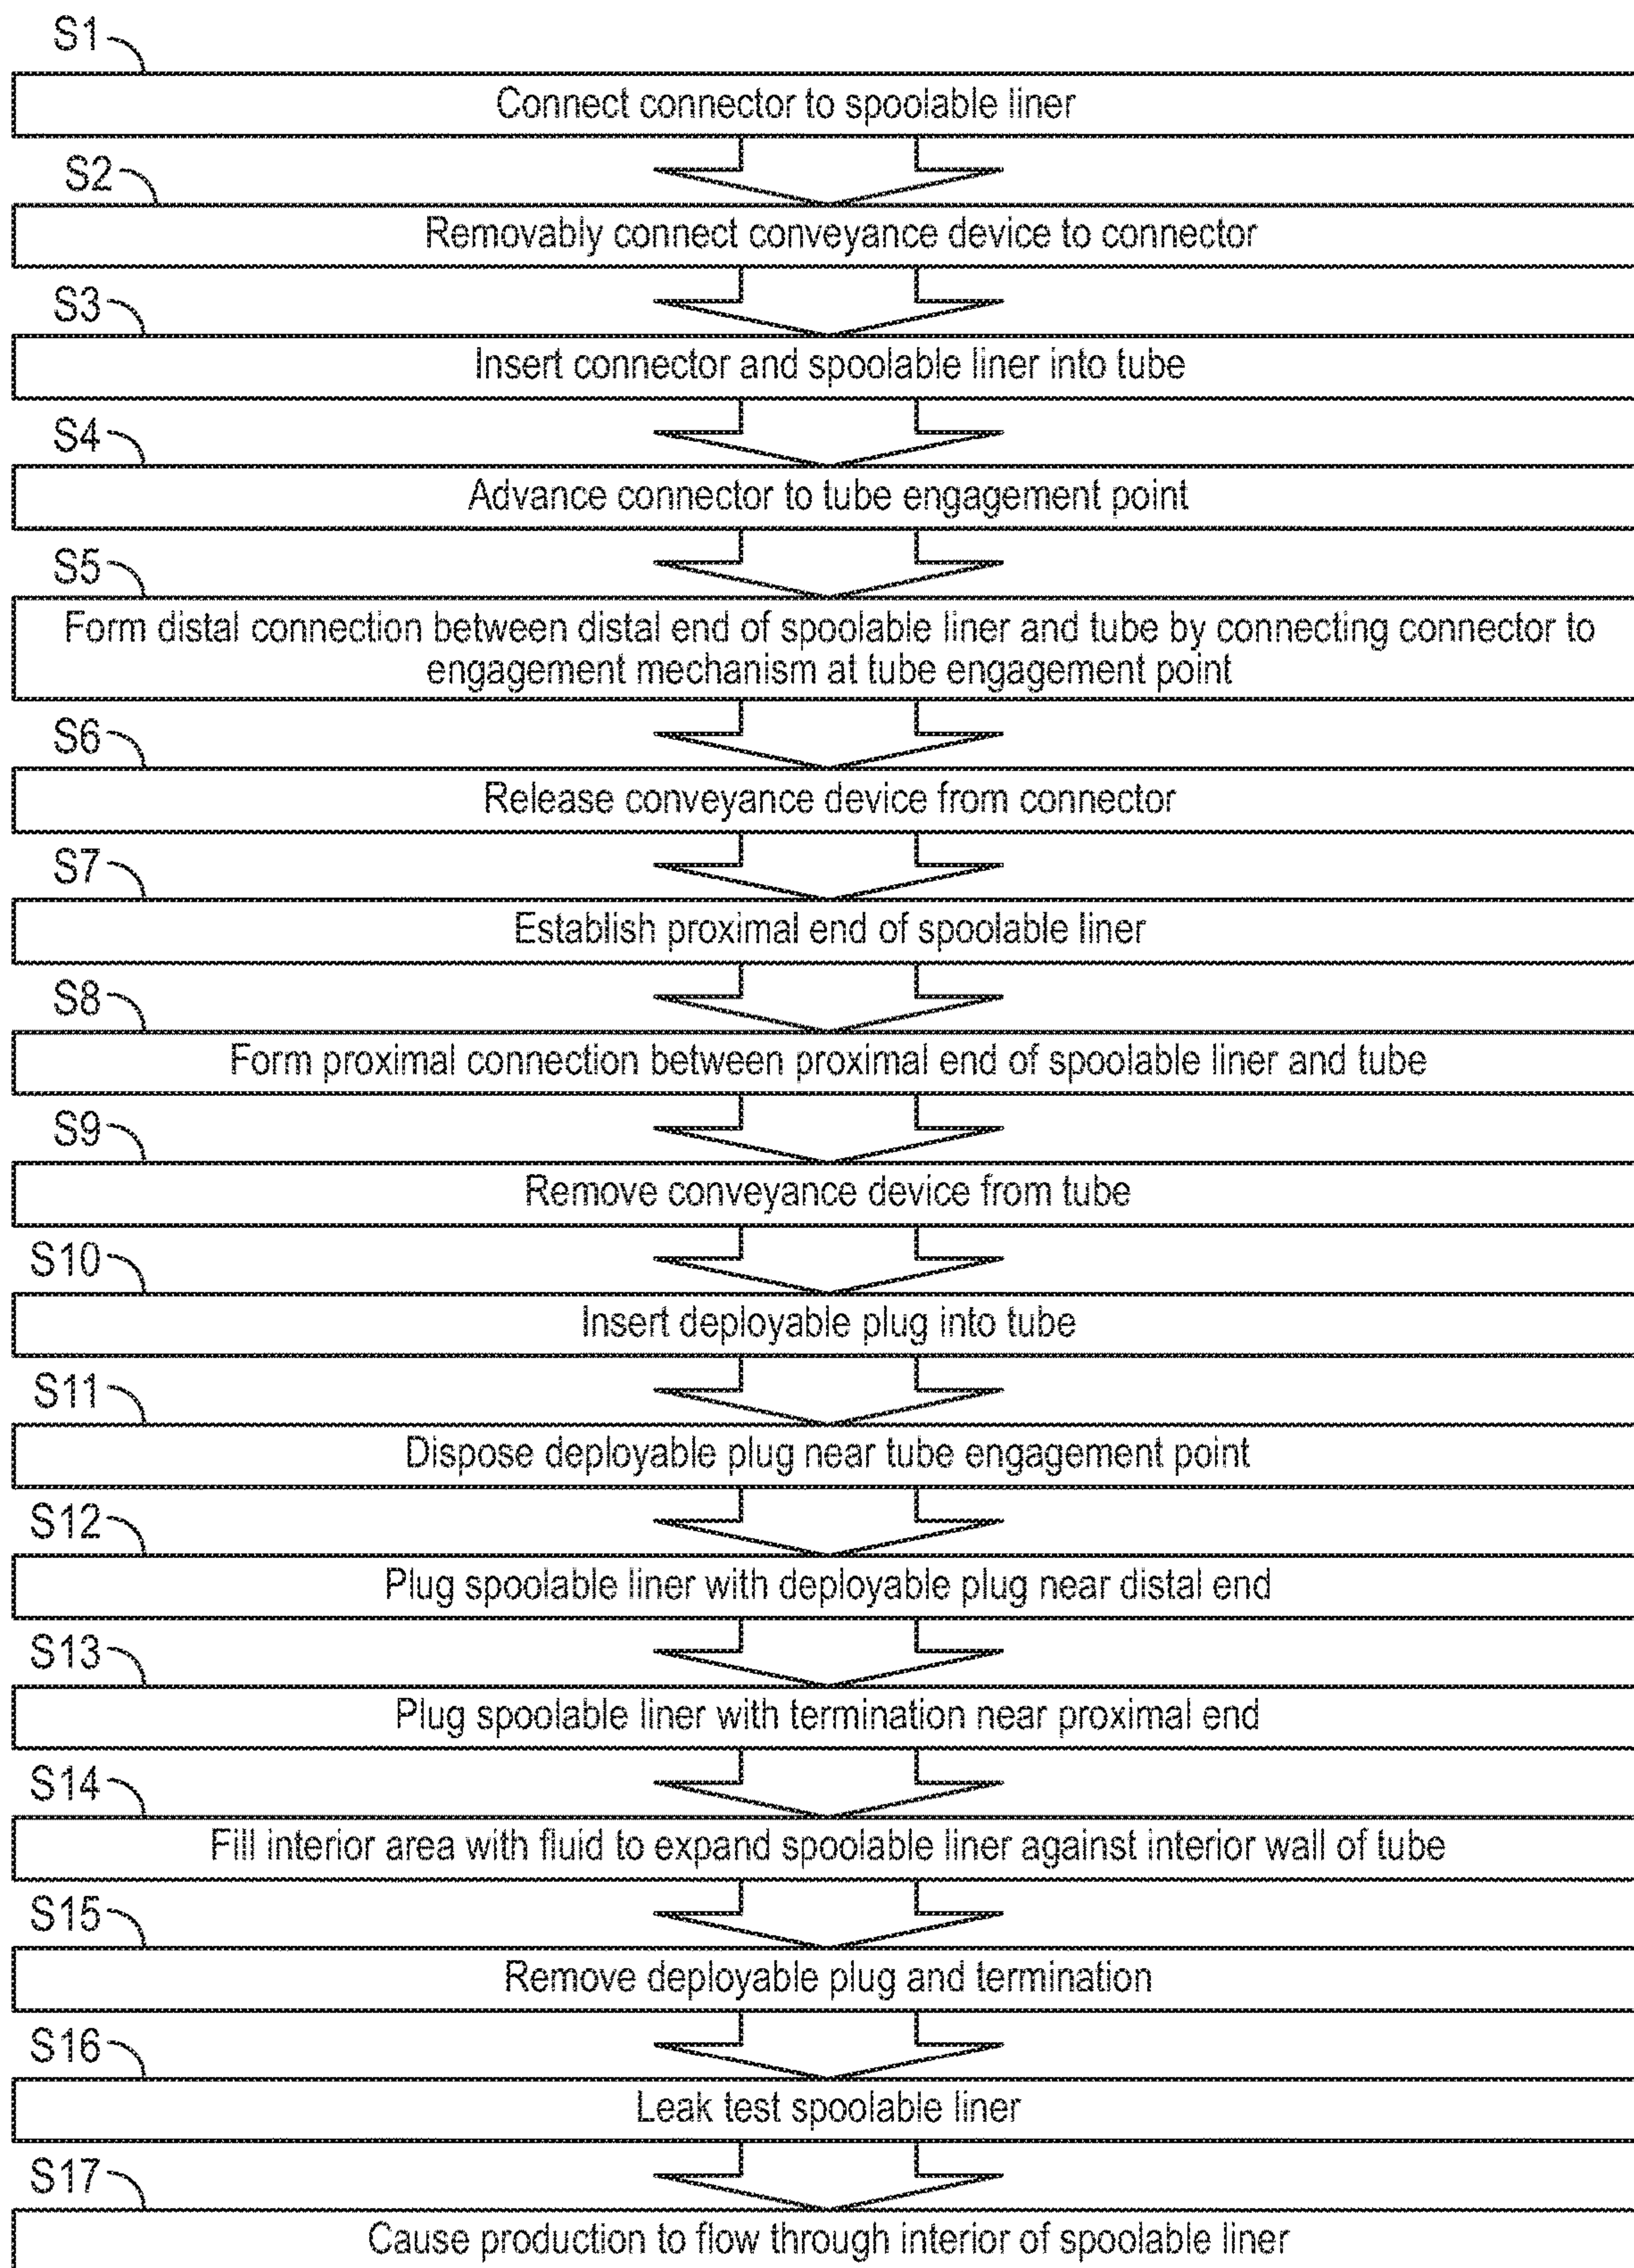 S1
Connect connector to spoolable liner
S2
Removably connect conveyance device to connector
S3
Insert connector and spoolable liner into tube
S4
Advance connector to tube engagement point
S5
Form distal connection between distal end of spoolable liner and tube by connecting connector to
engagement mechanism at tube engagement point
S6
Release conveyance device from connector
S7
Establish proximal end of spoolable liner
S8
Form proximal connection between proximal end of spoolable liner and tube
S9
Remove conveyance device from tube
S10
Insert deployable plug into tube
S11
Dispose deployable plug near tube engagement point
S12
Plug spoolable liner with deployable plug near distal end
S13
Plug spoolable liner with termination near proximal end
S14
Fill interior area with fluid to expand spoolable liner against interior wall of tube
S15
Remove deployable plug and termination
S16
Leak test spoolable liner
S17
Cause production to flow through interior of spoolable liner